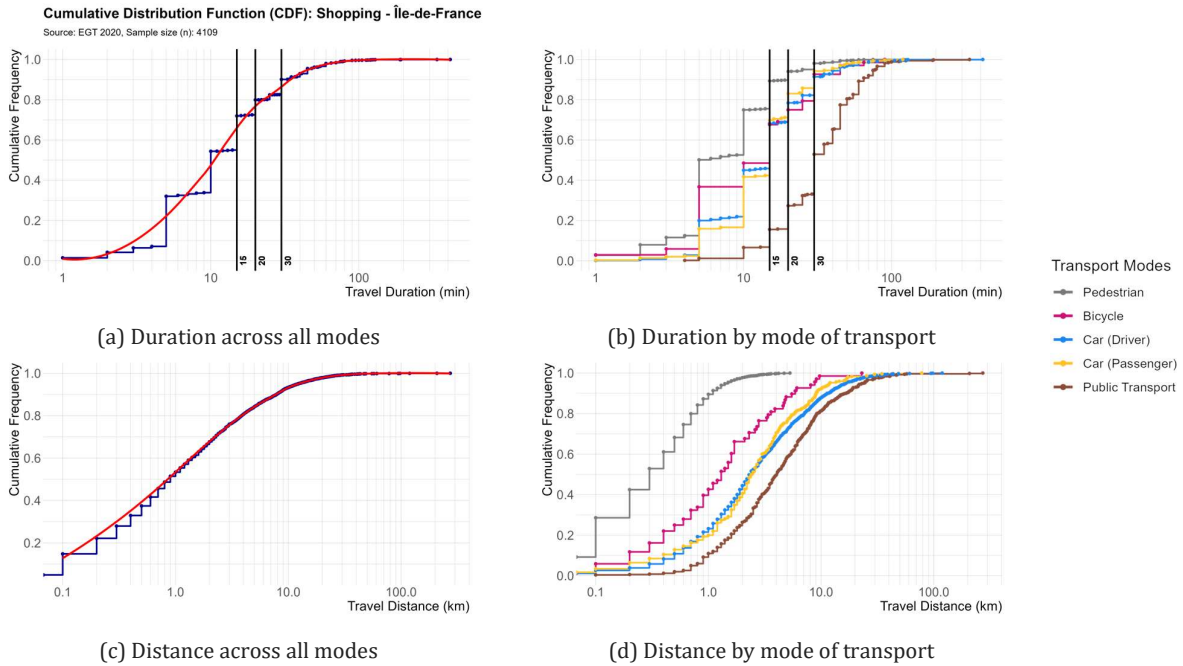 Cumulative Distribution Function (CDF): Shopping - Île-de-France
Source: EGT 2020, Sample size (n): 4109
Cumulative Frequency
1.0
0.8
0.6
0.4
0.2
0.0
15
20
30
1
10
100
Travel Duration (min)
(a) Duration across all modes
Cumulative Frequency
1.0
0.8
0.6
0.4
0.2
0.0
15
20
30
1
10
100
Travel Duration (min)
(b) Duration by mode of transport
Transport Modes
Pedestrian
Bicycle
Car (Driver)
Car (Passenger)
Public Transport
Cumulative Frequency
1.0
0.8
0.6
0.4
0.2
0.1
1.0
10.0
100.0
Travel Distance (km)
(c) Distance across all modes
Cumulative Frequency
1.0
0.8
0.6
0.4
0.2
0.0
0.1
1.0
10.0
100.0
Travel Distance (km)
(d) Distance by mode of transport